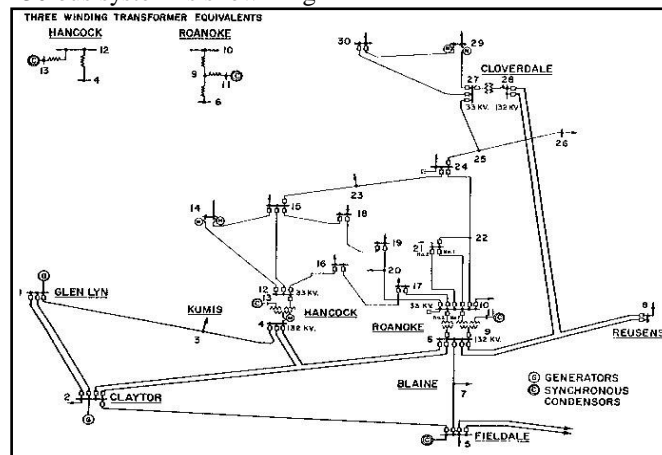 THREE WINDING TRANSFORMER EQUIVALENTS
HANCOCK
ROANOKE
C
13
12
4
10
9
C
11
6
30
29
CLOVERDALE
27
28
33 KV.
132 KV.
26
25
24
23
15
18
14
19
22
21
16
20
17
12
33 KV.
13
HANCOCK
33 KV.
10
11
ROANOKE
9
132 KV.
4
132 KV.
6
1
GLEN LYN
KUMIS
3
8
REUSENS
BLAINE
7
2
CLAYTOR
G
FIELDALE
5
G GENERATORS
C SYNCHRONOUS
CONDENSORS